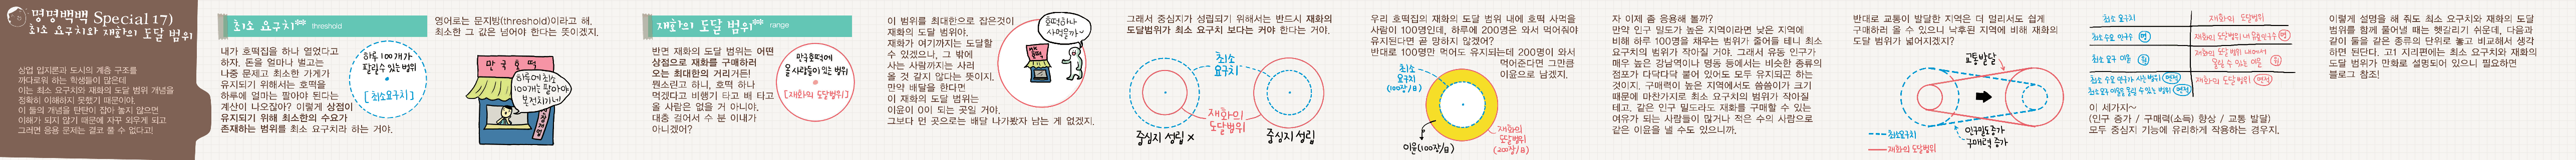 명명백백 Special 17)
최소 요구치와 재화의 도달 범위
상업 입지론과 도시의 계층 구조를
까다로워 하는 학생들이 많은데
이는 최소 요구치와 재화의 도달 범위 개념을
정확히 이해하지 못했기 때문이야.
이 둘의 개념을 탄탄히 잡아 놓지 않으면
이해가 되지 않기 때문에 자꾸 외우게 되고
그러면 응용 문제는 결코 풀 수 없다고!
최소 요구치** threshold
내가 호떡집을 하나 열었다고
하자. 돈을 얼마나 벌고는
나중 문제고 최소한 가게가
유지되기 위해서는 호떡을
하루에 얼마는 팔아야 된다는
계산이 나오잖아? 이렇게 상점이
유지되기 위해 최소한의 수요가
존재하는 범위를 최소 요구치라 하는 거야.
하루 100개가
팔릴수 있는 범위
[최소요구치]
영어로는 문지방(threshold)이라고 해.
최소한 그 값은 넘어야 한다는 뜻이겠지.
만국호떡
하루에 최소
100개는 팔아야
본전치기네!
재화의 도달 범위** range
반면 재화의 도달 범위는 어떤
상점으로 재화를 구매하러
오는 최대한의 거리거든!
뭔소린고 하니, 호떡 하나
먹겠다고 비행기 타고 배 타고
올 사람은 없을 거 아니야.
대충 걸어서 수 분 이내가
아니겠어?
만국호떡에
올 사람들이 있는 범위
[재화의 도달범위]
이 범위를 최대한으로 잡은것이
재화의 도달 범위야.
재화가 여기까지는 도달할
수 있겠으나, 그 밖에
사는 사람까지는 사러
올 것 같지 않다는 뜻이지.
만약 배달을 한다면
이 재화의 도달 범위는
이윤이 0이 되는 곳일 거야.
그보다 먼 곳으로는 배달 나가봤자 남는 게 없겠지.
호떡하나
사먹을까~
그래서 중심지가 성립되기 위해서는 반드시 재화의
도달범위가 최소 요구치 보다는 커야 한다는 거야.
최소
요구치
재화의
도달범위
중심지 성립 ×
중심지 성립
우리 호떡집의 재화의 도달 범위 내에 호떡 사먹을
사람이 100명인데, 하루에 200명은 와서 먹어줘야
유지된다면 곧 망하지 않겠어?
반대로 100명만 먹어도 유지되는데 200명이 와서
먹어준다면 그만큼
이윤으로 남겠지.
최소
요구치
(100장/日)
이윤(100장/日)
재화의
도달범위
(200장/日)
자 이제 좀 응용해 볼까?
만약 인구 밀도가 높은 지역이라면 낮은 지역에
비해 하루 100명을 채우는 범위가 줄어들 테니 최소
요구치의 범위가 작아질 거야. 그래서 유동 인구가
매우 높은 강남역이나 명동 등에서는 비슷한 종류의
점포가 다닥다닥 붙어 있어도 모두 유지되곤 하는
것이지. 구매력이 높은 지역에서도 씀씀이가 크기
때문에 마찬가지로 최소 요구치의 범위가 작아질
테고. 같은 인구 밀도라도 재화를 구매할 수 있는
여유가 되는 사람들이 많거나 적은 수의 사람으로
같은 이윤을 낼 수도 있으니까.
반대로 교통이 발달한 지역은 더 멀리서도 쉽게
구매하러 올 수 있으니 낙후된 지역에 비해 재화의
도달 범위가 넓어지겠지?
교통발달
인구밀도증가
구매력 증가
최소요구치
재화의 도달범위
최소 요구치
재화의 도달범위
최소 수요 인구수 (명)
재화의 도달범위 내 유효인구수 (명)
최소 요구 이윤 (원)
재화의 도달 범위 내에서
올릴 수 있는 이윤 (원)
최소 수요 인구가 사는 범위 (면적)
최소 요구 이윤을 올릴 수 있는 범위 (면적)
재화의 도달범위 (면적)
이 세가지~
(인구 증가 / 구매력(소득) 향상 / 교통 발달)
모두 중심지 기능에 유리하게 작용하는 경우지.
이렇게 설명을 해 줘도 최소 요구치와 재화의 도달
범위를 함께 물어볼 때는 헷갈리기 쉬운데, 다음과
같이 둘을 같은 종류의 단위로 놓고 비교해서 생각
하면 된단다. 고1 지리편에는 최소 요구치와 재화의
도달 범위가 만화로 설명되어 있으니 필요하면
블로그 참조!